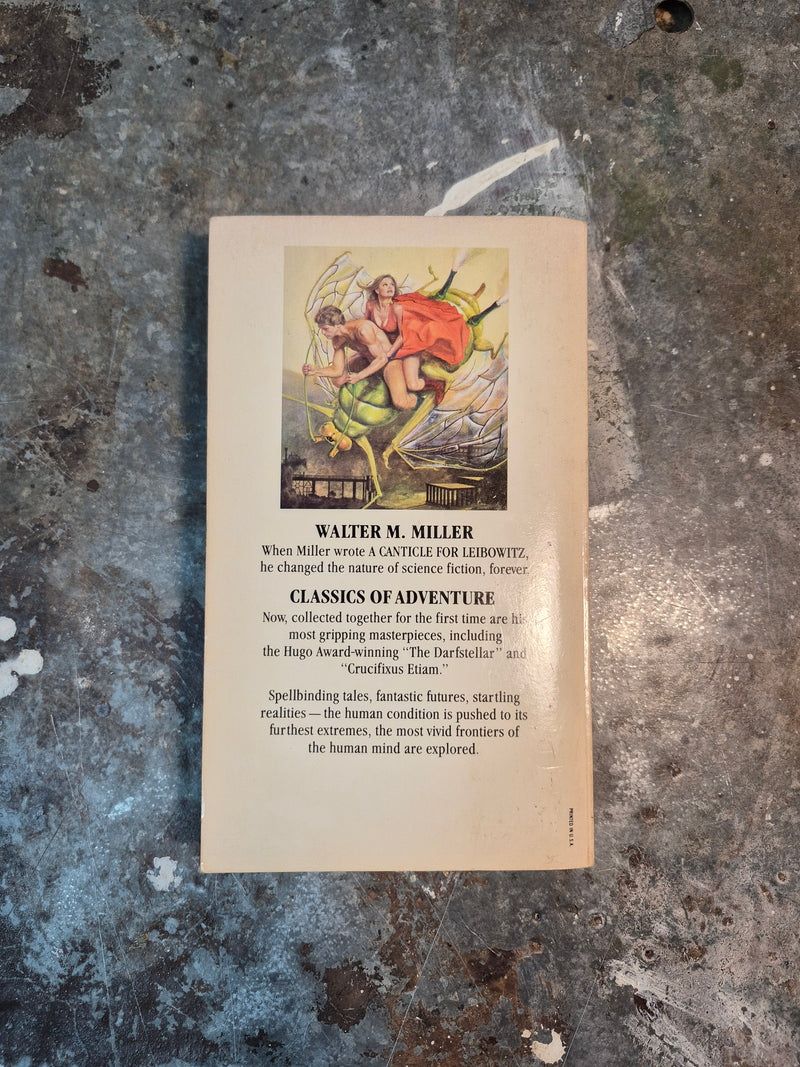 WALTER M. MILLER
When Miller wrote A CANTICLE FOR LEIBOWITZ,
he changed the nature of science fiction, forever.
CLASSICS OF ADVENTURE
Now, collected together for the first time are his
most gripping masterpieces, including
the Hugo Award-winning “The Darfstellar” and
“Crucifixus Etiam.”
Spellbinding tales, fantastic futures, startling
realities — the human condition is pushed to its
furthest extremes, the most vivid frontiers of
the human mind are explored.
PRINTED IN U.S.A.